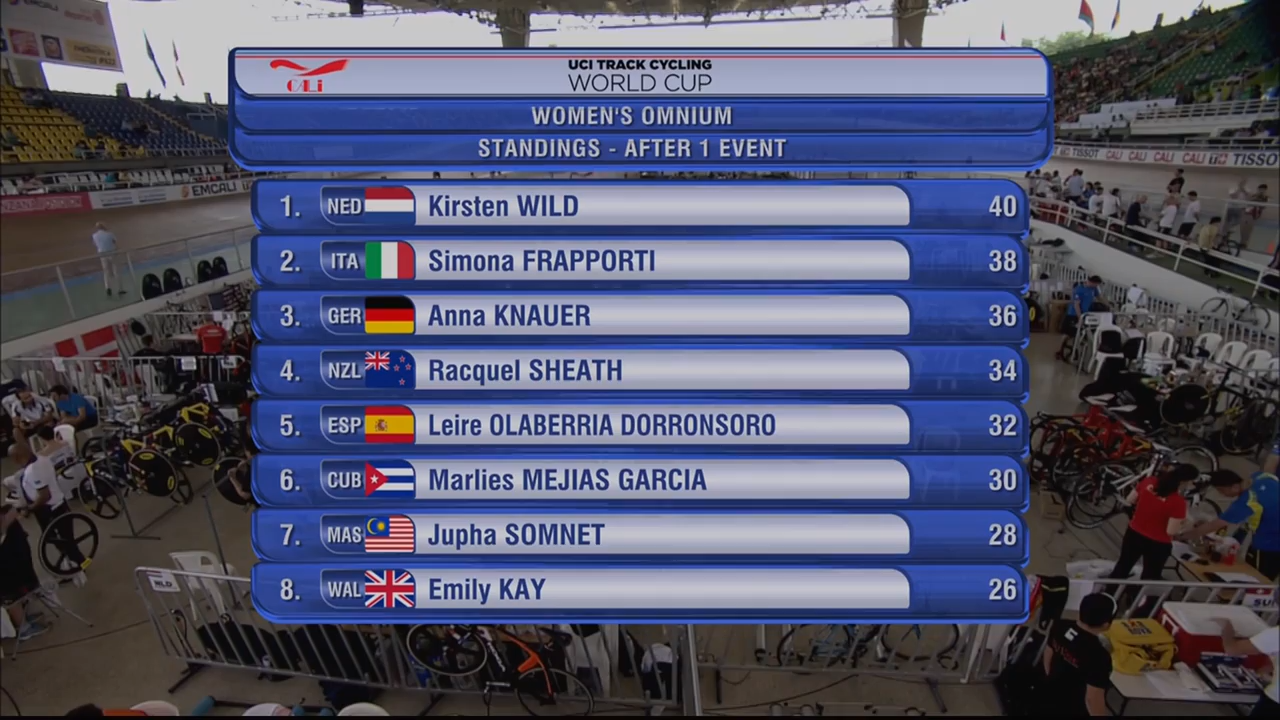 CALi
UCI TRACK CYCLING
WORLD CUP
WOMEN'S OMNIUM
STANDINGS - AFTER 1 EVENT
1. NED Kirsten WILD 40
2. ITA Simona FRAPPORTI 38
3. GER Anna KNAUER 36
4. NZL Racquel SHEATH 34
5. ESP Leire OLABERRIA DORRONSORO 32
6. CUB Marlies MEJIAS GARCIA 30
7. MAS Jupha SOMNET 28
8. WAL Emily KAY 26
EMCALI
CALI CALI CALI TISSOT
NLD